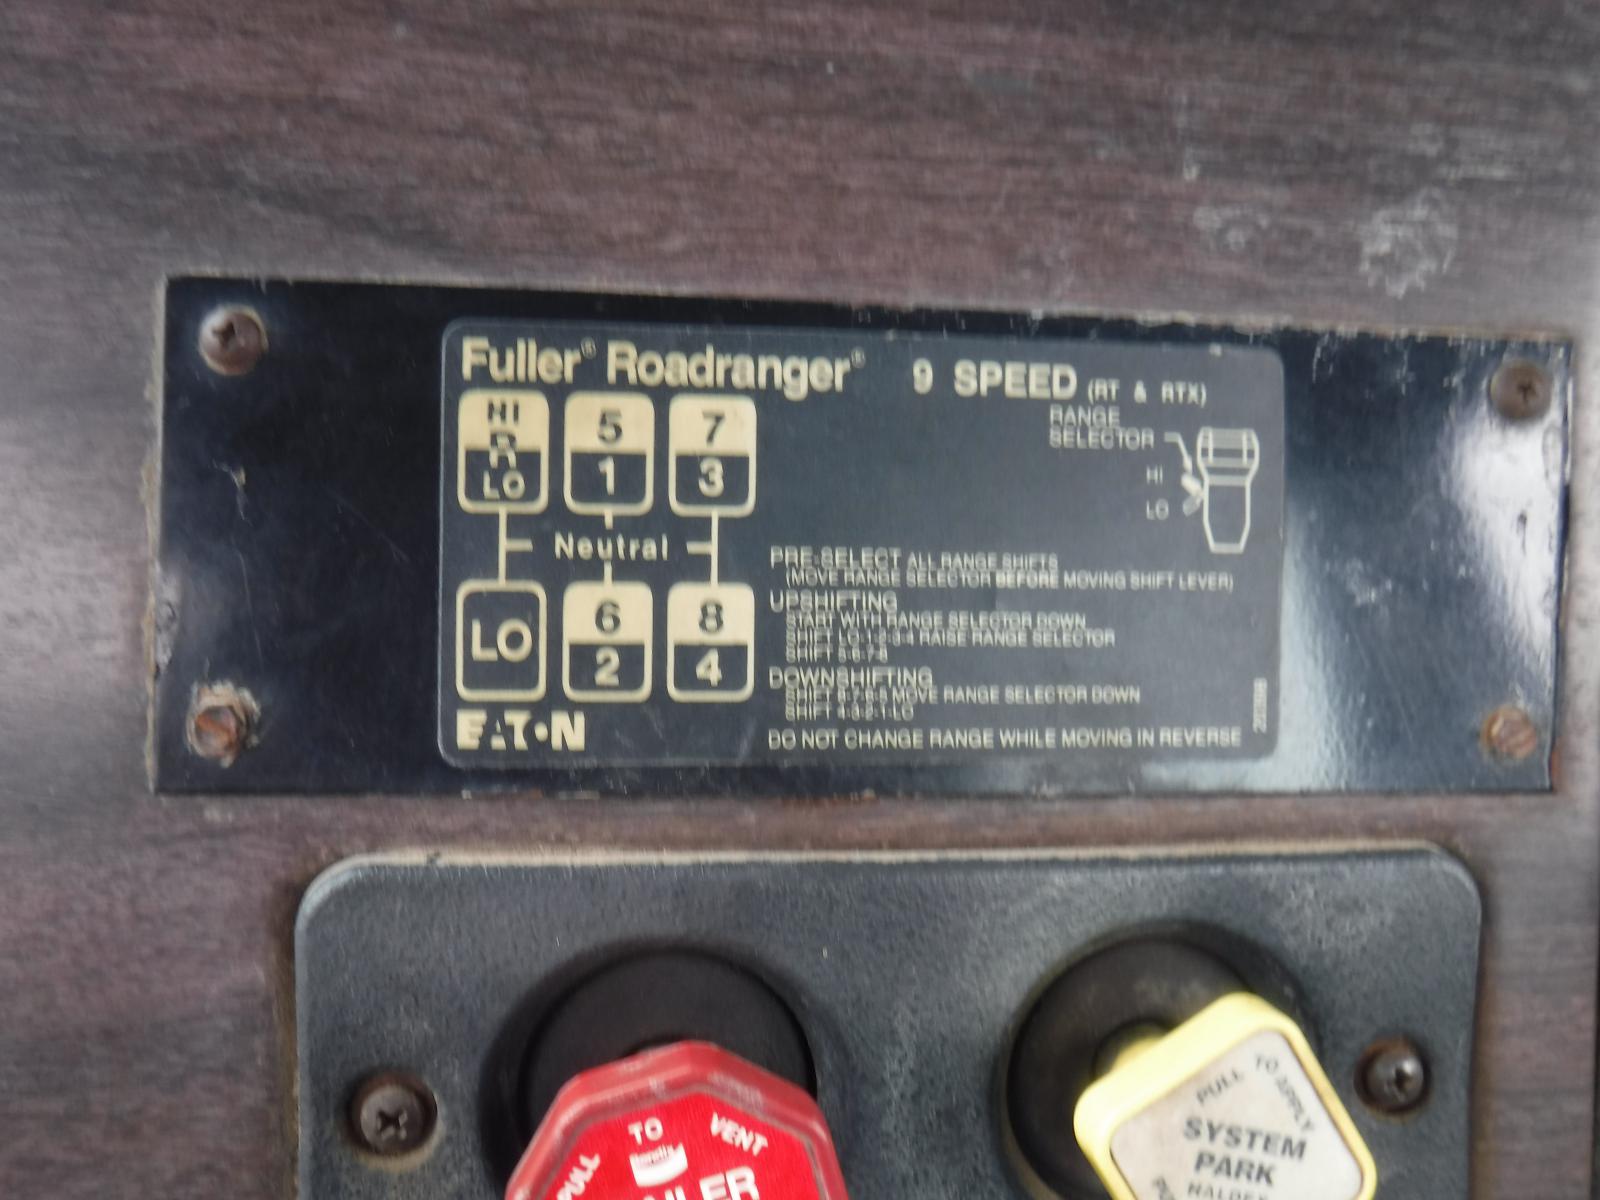 Fuller® Roadranger® 9 SPEED (RT & RTX)
HI 5 7
R
LO 1 3
Neutral
LO 6 8
2 4
EATON
RANGE
SELECTOR
HI
LO
PRE-SELECT ALL RANGE SHIFTS
(MOVE RANGE SELECTOR BEFORE MOVING SHIFT LEVER)
UPSHIFTING
START WITH RANGE SELECTOR DOWN
SHIFT LO-1-2-3-4 RAISE RANGE SELECTOR
SHIFT 5-6-7-8
DOWNSHIFTING
SHIFT 8-7-6-5 MOVE RANGE SELECTOR DOWN
SHIFT 4-3-2-1-LO
DO NOT CHANGE RANGE WHILE MOVING IN REVERSE
PULL TO VENT
Bendix
PULL TO APPLY
SYSTEM
PARK